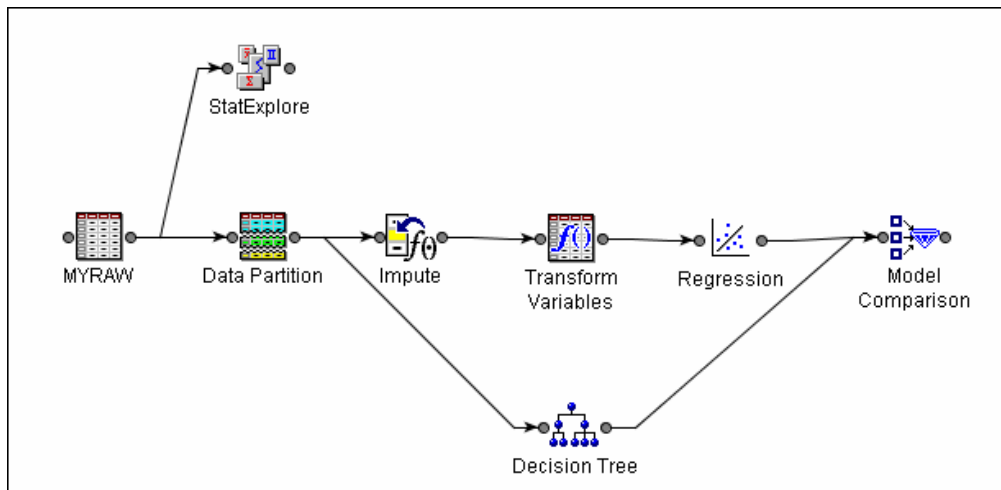 StatExplore
MYRAW
Data Partition
Impute
Transform
Variables
Regression
Model
Comparison
Decision Tree